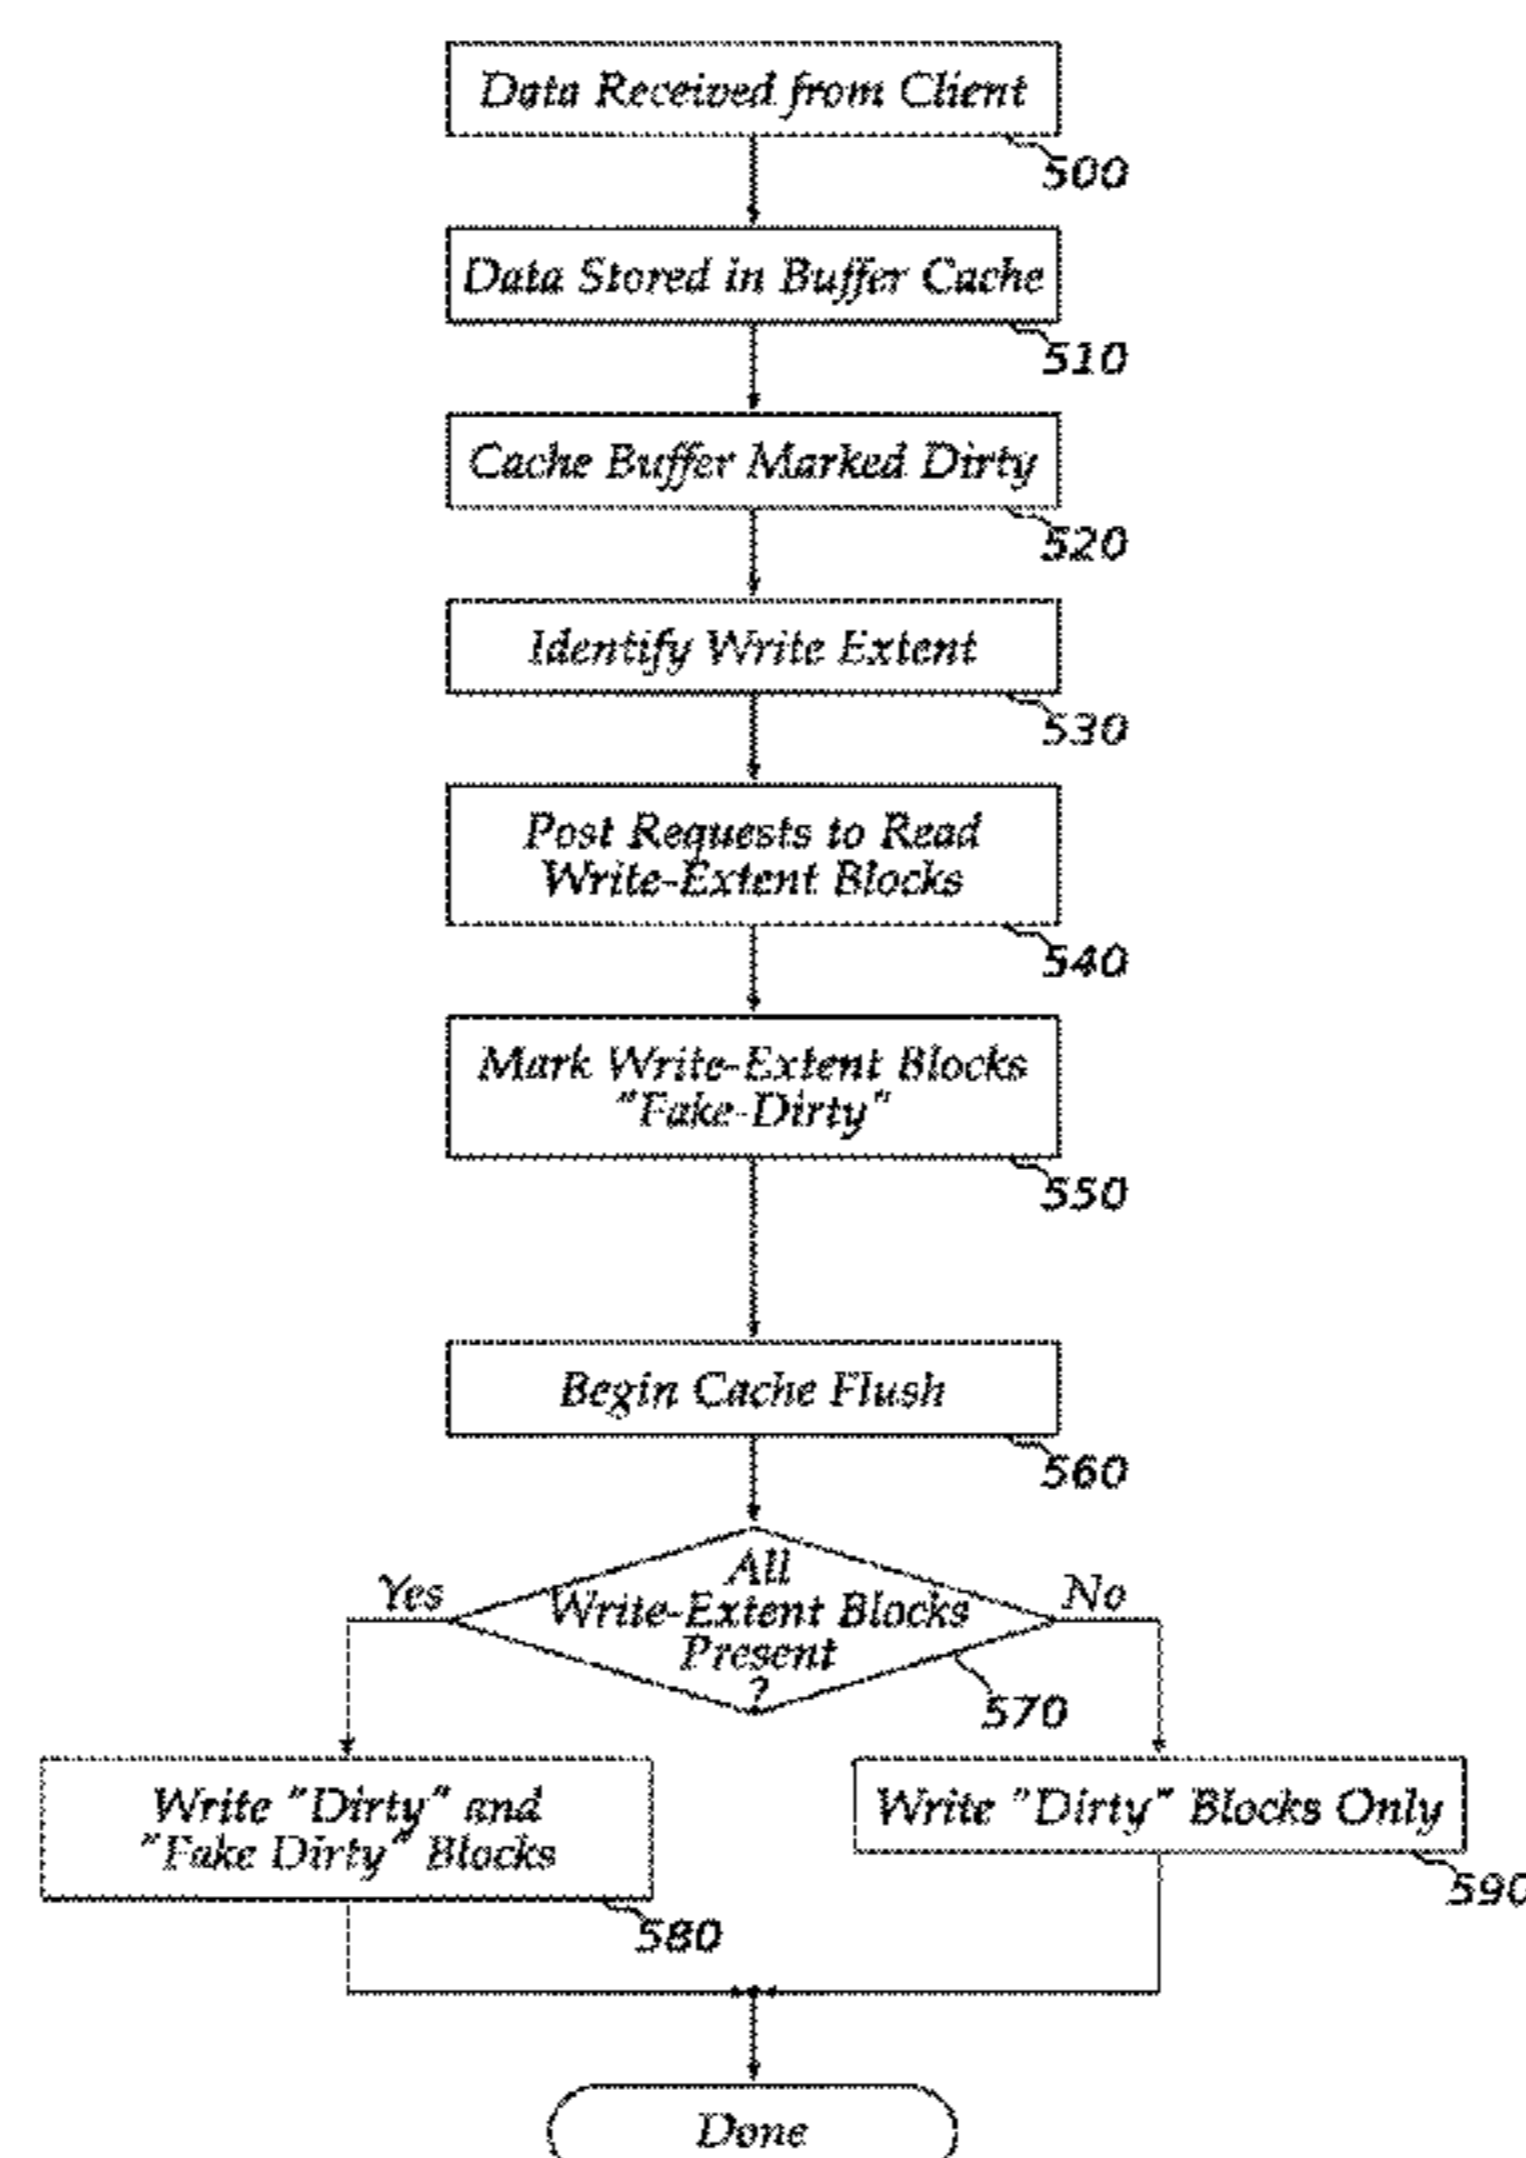 Data Received from Client
500
Data Stored in Buffer Cache
510
Cache Buffer Marked Dirty
520
Identify Write Extent
530
Post Requests to Read
Write-Extent Blocks
540
Mark Write-Extent Blocks
"Fake-Dirty"
550
Begin Cache Flush
560
All
Yes
No
Write-Extent Blocks
Present
?
570
Write "Dirty" and
"Fake Dirty" Blocks
580
Write "Dirty" Blocks Only
590
Done